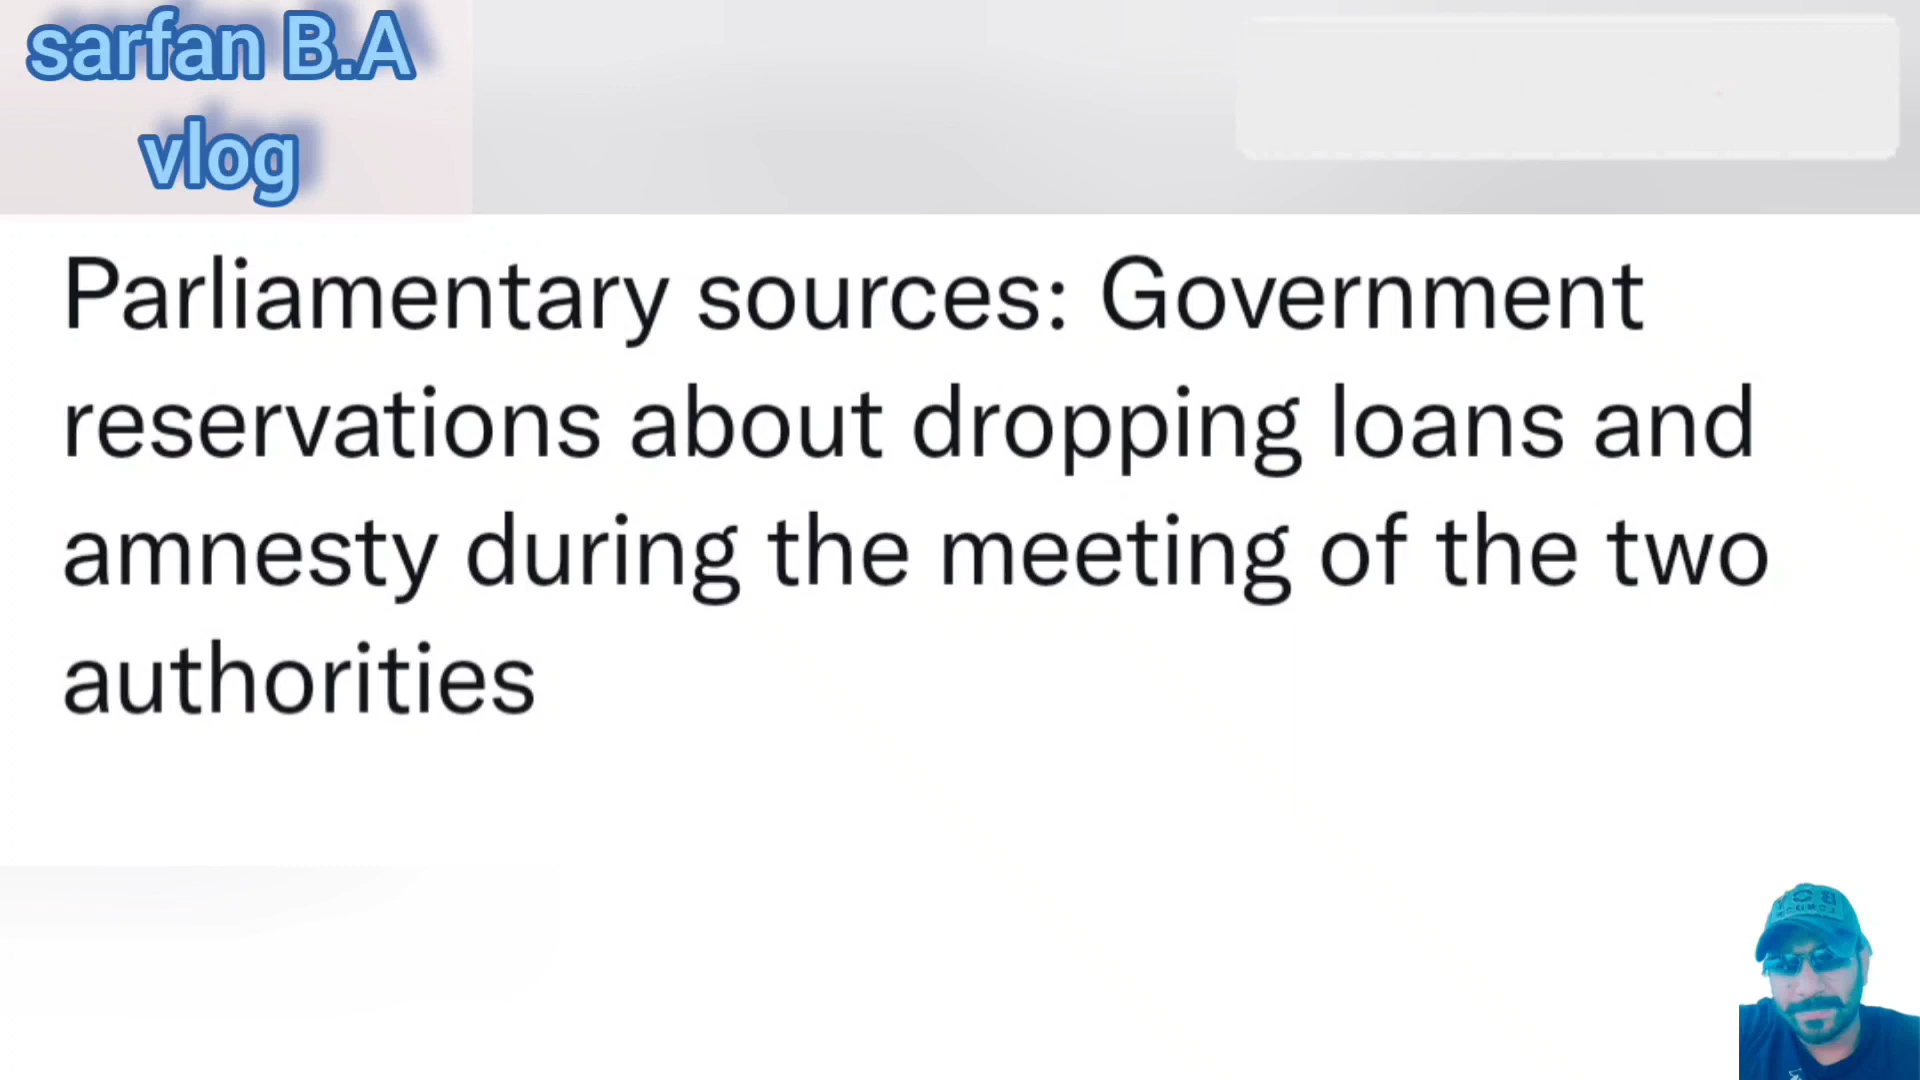 sarfan B.A
vlog
Parliamentary sources: Government
reservations about dropping loans and
amnesty during the meeting of the two
authorities